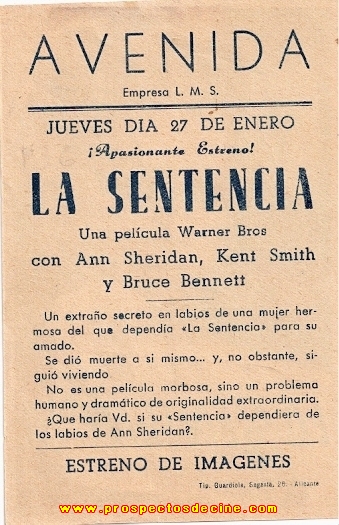 AVENIDA
Empresa L. M. S.
JUEVES DIA 27 DE ENERO
¡Apasionante Estreno!
LA SENTENCIA
Una película Warner Bros
con Ann Sheridan, Kent Smith
y Bruce Bennett
Un extraño secreto en labios de una mujer her-
mosa del que dependía «La Sentencia» para su
amado.
Se dió muerte a si mismo... y, no obstante, si-
guió viviendo
No es una película morbosa, sino un problema
humano y dramático de originalidad extraordinaria.
¿Que haría Vd. si su «Sentencia» dependiera de
los labios de Ann Sheridan?.
ESTRENO DE IMAGENES
Tip. Guardiola, Sagasta, 26. - Alicante
www.prospectosdecine.com